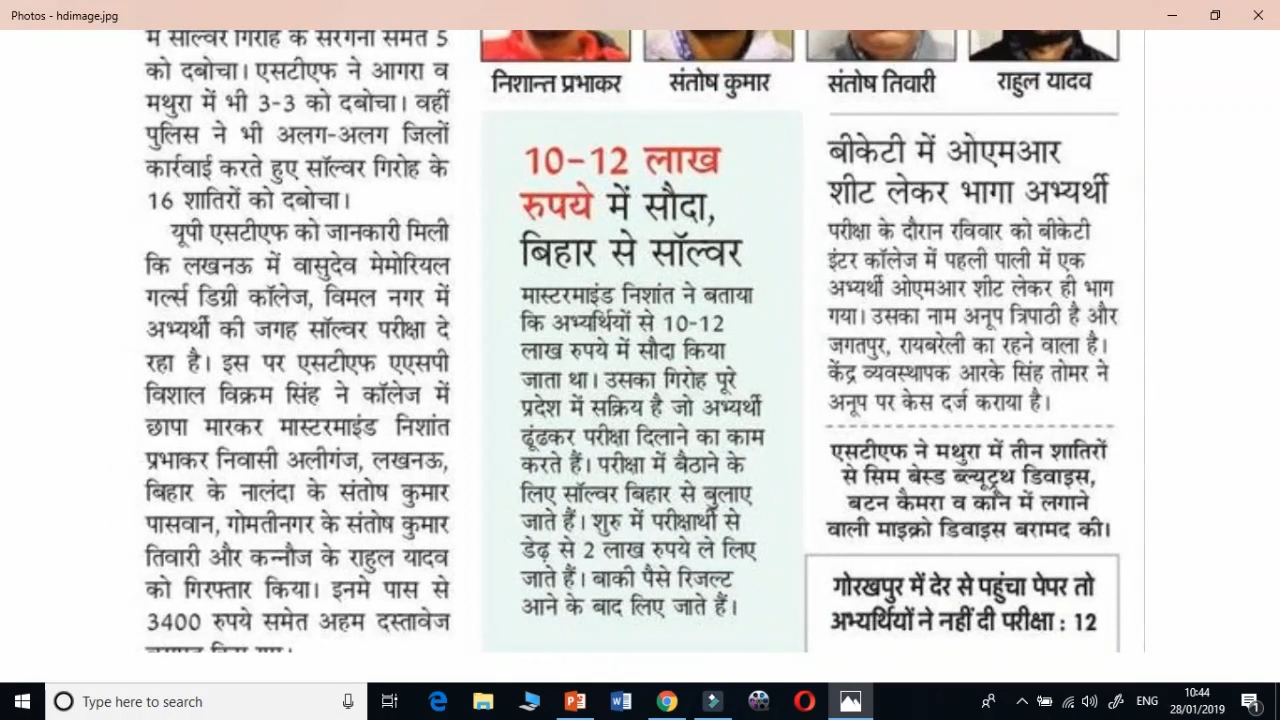 Photos - hdimage.jpg
में सॉल्वर गिरोह के सरगना समेत 5
को दबोचा। एसटीएफ ने आगरा व
मथुरा में भी 3-3 को दबोचा। वहीं
पुलिस ने भी अलग-अलग जिलों
कार्रवाई करते हुए सॉल्वर गिरोह के
16 शातिरों को दबोचा।
यूपी एसटीएफ को जानकारी मिली
कि लखनऊ में वासुदेव मेमोरियल
गर्ल्स डिग्री कॉलेज, विमल नगर में
अभ्यर्थी की जगह सॉल्वर परीक्षा दे
रहा है। इस पर एसटीएफ एएसपी
विशाल विक्रम सिंह ने कॉलेज में
छापा मारकर मास्टरमाइंड निशांत
प्रभाकर निवासी अलीगंज, लखनऊ,
बिहार के नालंदा के संतोष कुमार
पासवान, गोमतीनगर के संतोष कुमार
तिवारी और कन्नौज के राहुल यादव
को गिरफ्तार किया। इनमे पास से
3400 रुपये समेत अहम दस्तावेज
निशान्त प्रभाकर
संतोष कुमार
संतोष तिवारी
राहुल यादव
10-12 लाख
रुपये में सौदा,
बिहार से सॉल्वर
मास्टरमाइंड निशांत ने बताया
कि अभ्यर्थियों से 10-12
लाख रुपये में सौदा किया
जाता था। उसका गिरोह पूरे
प्रदेश में सक्रिय है जो अभ्यर्थी
ढूंढकर परीक्षा दिलाने का काम
करते हैं। परीक्षा में बैठाने के
लिए सॉल्वर बिहार से बुलाए
जाते हैं। शुरु में परीक्षार्थी से
डेढ़ से 2 लाख रुपये ले लिए
जाते हैं। बाकी पैसे रिजल्ट
आने के बाद लिए जाते हैं।
बीकेटी में ओएमआर
शीट लेकर भागा अभ्यर्थी
परीक्षा के दौरान रविवार को बीकेटी
इंटर कॉलेज में पहली पाली में एक
अभ्यर्थी ओएमआर शीट लेकर ही भाग
गया। उसका नाम अनूप त्रिपाठी है और
जगतपुर, रायबरेली का रहने वाला है।
केंद्र व्यवस्थापक आरके सिंह तोमर ने
अनूप पर केस दर्ज कराया है।
एसटीएफ ने मथुरा में तीन शातिरों
से सिम बेस्ड ब्ल्यूटूथ डिवाइस,
बटन कैमरा व कान में लगाने
वाली माइक्रो डिवाइस बरामद की।
गोरखपुर में देर से पहुंचा पेपर तो
अभ्यर्थियों ने नहीं दी परीक्षा : 12
Type here to search
ENG
10:44
28/01/2019